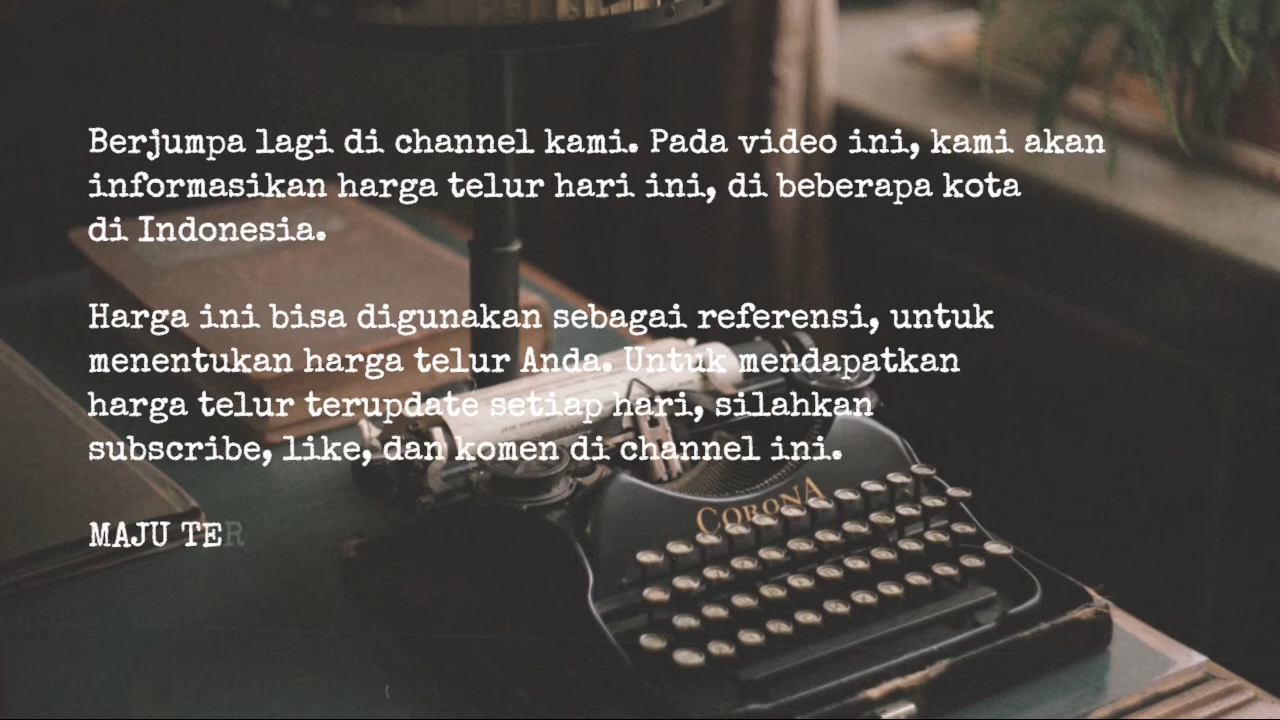 Berjumpa lagi di channel kami. Pada video ini, kami akan
informasikan harga telur hari ini, di beberapa kota
di Indonesia.
Harga ini bisa digunakan sebagai referensi, untuk
menentukan harga telur Anda. Untuk mendapatkan
harga telur terupdate setiap hari, silahkan
subscribe, like, dan komen di channel ini.
MAJU TER
CORONA